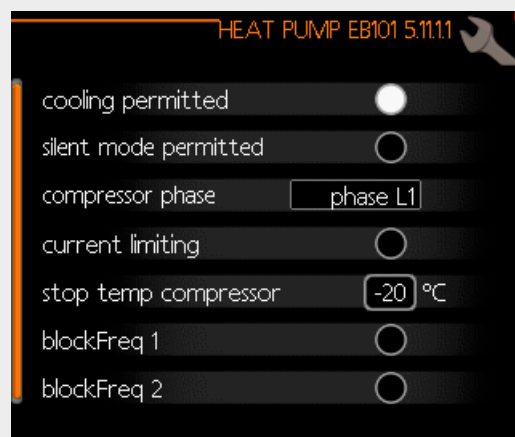 HEAT PUMP EB101 5.11.1.1
cooling permitted
silent mode permitted
compressor phase phase L1
current limiting
stop temp compressor -20 °C
blockFreq 1
blockFreq 2